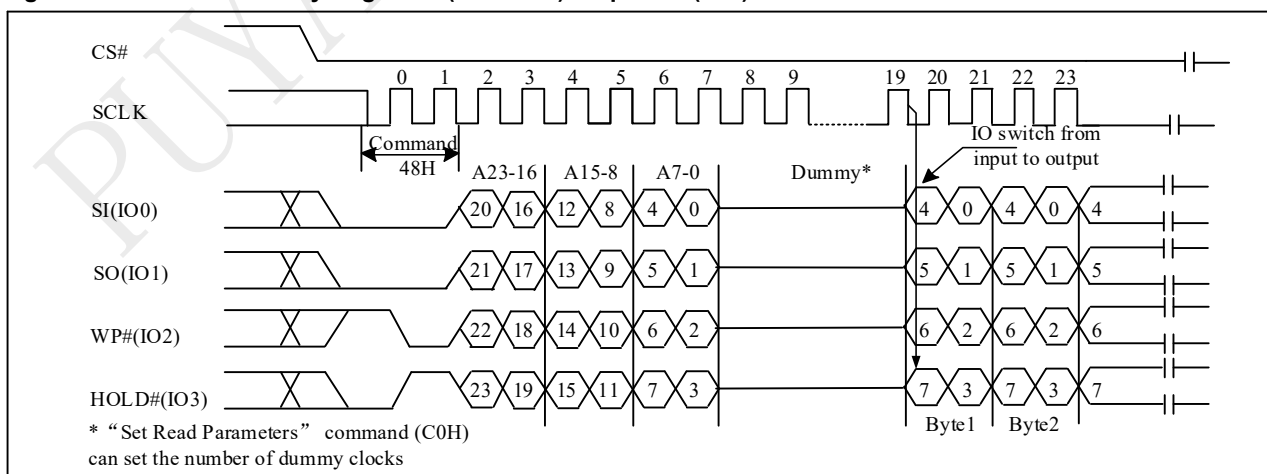 PUYA
CS#
0 1 2 3 4 5 6 7 8 9 19 20 21 22 23
SCLK
Command
48H
IO switch from
input to output
A23-16 A15-8 A7-0 Dummy*
SI(IO0) 20 16 12 8 4 0 4 0 4 0 4
SO(IO1) 21 17 13 9 5 1 5 1 5 1 5
WP#(IO2) 22 18 14 10 6 2 6 2 6 2 6
HOLD#(IO3) 23 19 15 11 7 3 7 3 7 3 7
Byte1 Byte2
* “Set Read Parameters” command (C0H)
can set the number of dummy clocks